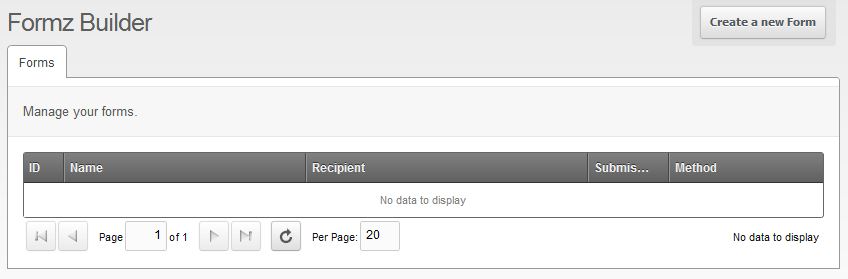 Formz Builder
Create a new Form
Forms
Manage your forms.
ID Name Recipient Submis... Method
No data to display
Page 1 of 1 Per Page: 20 No data to display